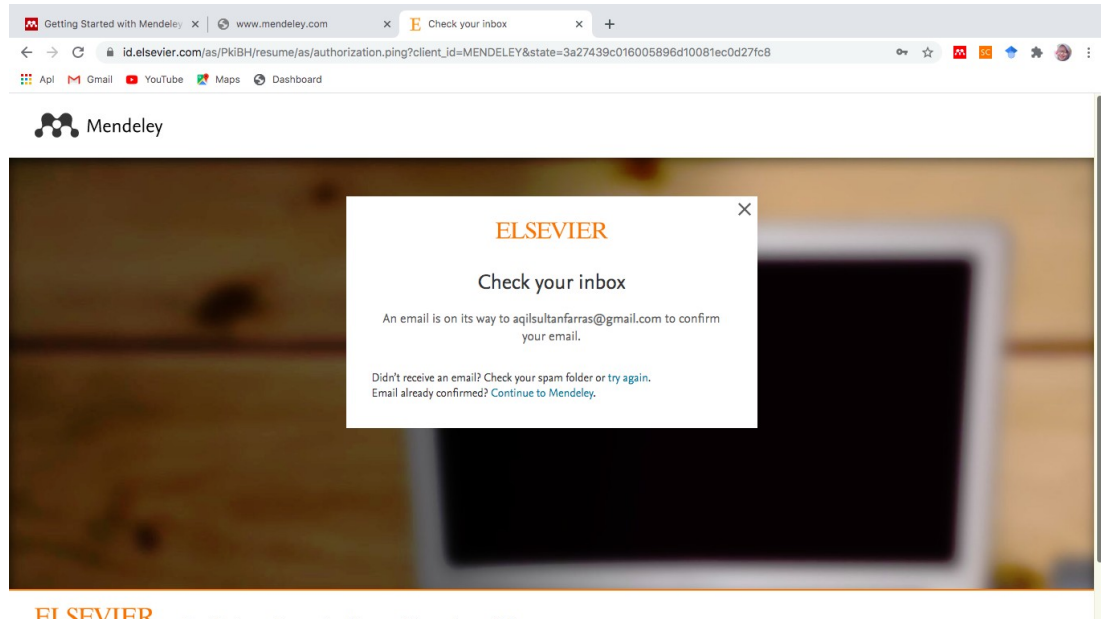 Getting Started with Mendeley
www.mendeley.com
Check your inbox
id.elsevier.com/as/PkiBH/resume/as/authorization.ping?client_id=MENDELEY&state=3a27439c016005896d10081ec0d27fc8
Apl Gmail YouTube Maps Dashboard
Mendeley
ELSEVIER
Check your inbox
An email is on its way to aqilsultanfarras@gmail.com to confirm
your email.
Didn't receive an email? Check your spam folder or try again.
Email already confirmed? Continue to Mendeley.
ELSEVIER